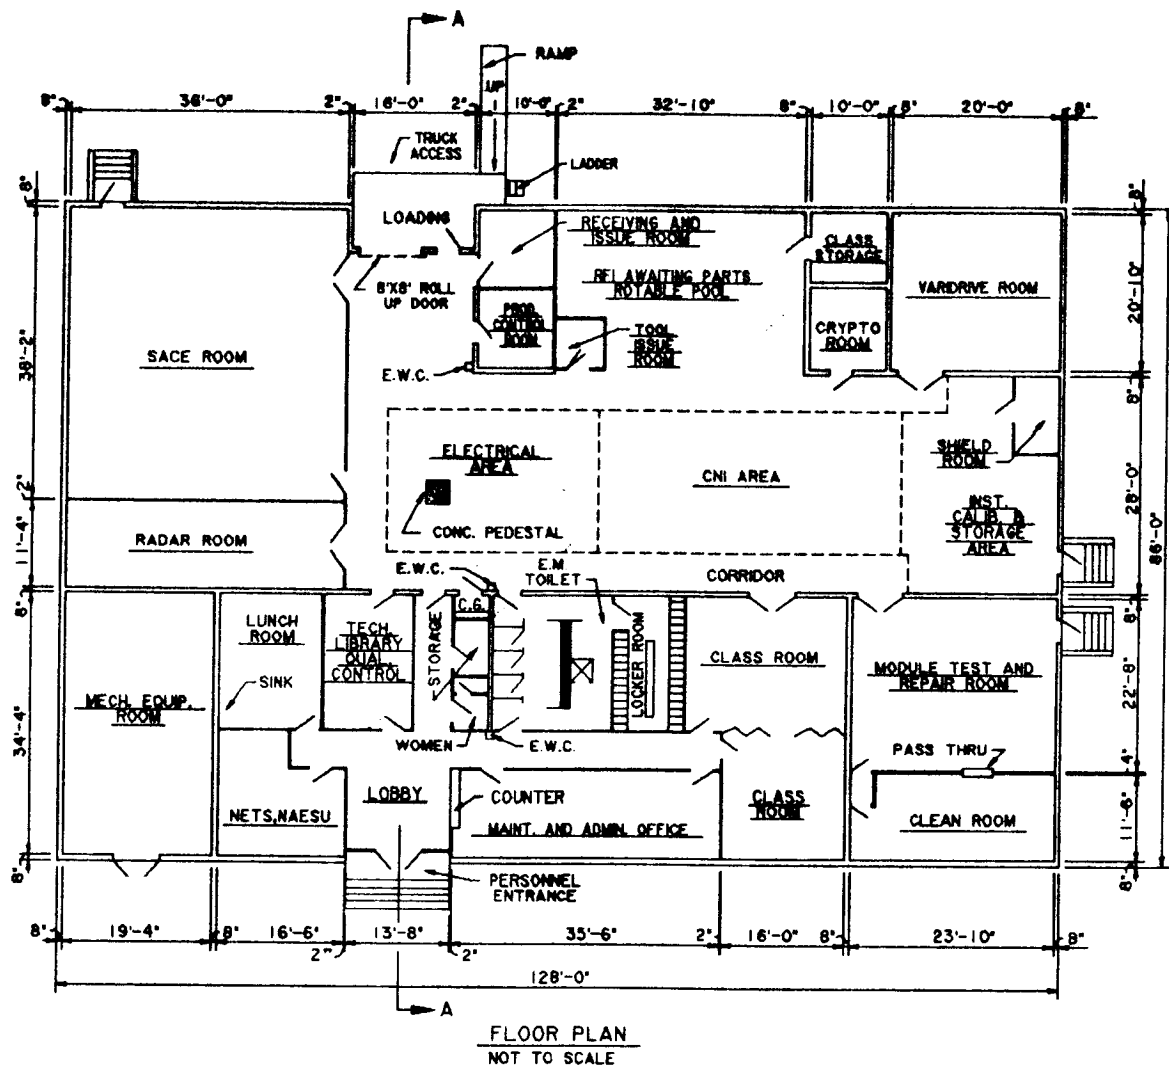 A
RAMP
UP
8" 36'-0" 2" 16'-0" 2" 10'-0" 2" 32'-10" 8" 10'-0" 8" 20'-0" 8"
TRUCK
ACCESS
LADDER
8"
8"
LOADING
RECEIVING AND
ISSUE ROOM
CLASS
STORAGE
8'X8' ROLL
UP DOOR
RFI AWAITING PARTS
ROTABLE POOL
VARIDRIVE ROOM
20'-10"
PROD.
CONTROL
ROOM
TOOL
ISSUE
ROOM
CRYPTO
ROOM
SACE ROOM
38'-2"
E.W.C.
8"
ELECTRICAL
AREA
CNI AREA
SHIELD
ROOM
28'-0"
86'-0"
2"
CONC. PEDESTAL
INST.
CALIB. &
STORAGE
AREA
RADAR ROOM
11'-4"
E.W.C.
E.M
TOILET
CORRIDOR
8"
8"
C.G.
LUNCH
ROOM
TECH
LIBRARY
QUAL.
CONTROL
STORAGE
LOCKER ROOM
CLASS ROOM
MODULE TEST AND
REPAIR ROOM
22'-8"
SINK
MECH. EQUIP.
ROOM
34'-4"
WOMEN
E.W.C.
PASS THRU
4"
LOBBY
COUNTER
CLASS
ROOM
NETS,NAESU
MAINT. AND ADMIN. OFFICE
CLEAN ROOM
11'-6"
8"
8"
PERSONNEL
ENTRANCE
8" 19'-4" 8" 16'-6" 2" 13'-8" 2" 35'-6" 2" 16'-0" 8" 23'-10" 8"
128'-0"
A
FLOOR PLAN
NOT TO SCALE